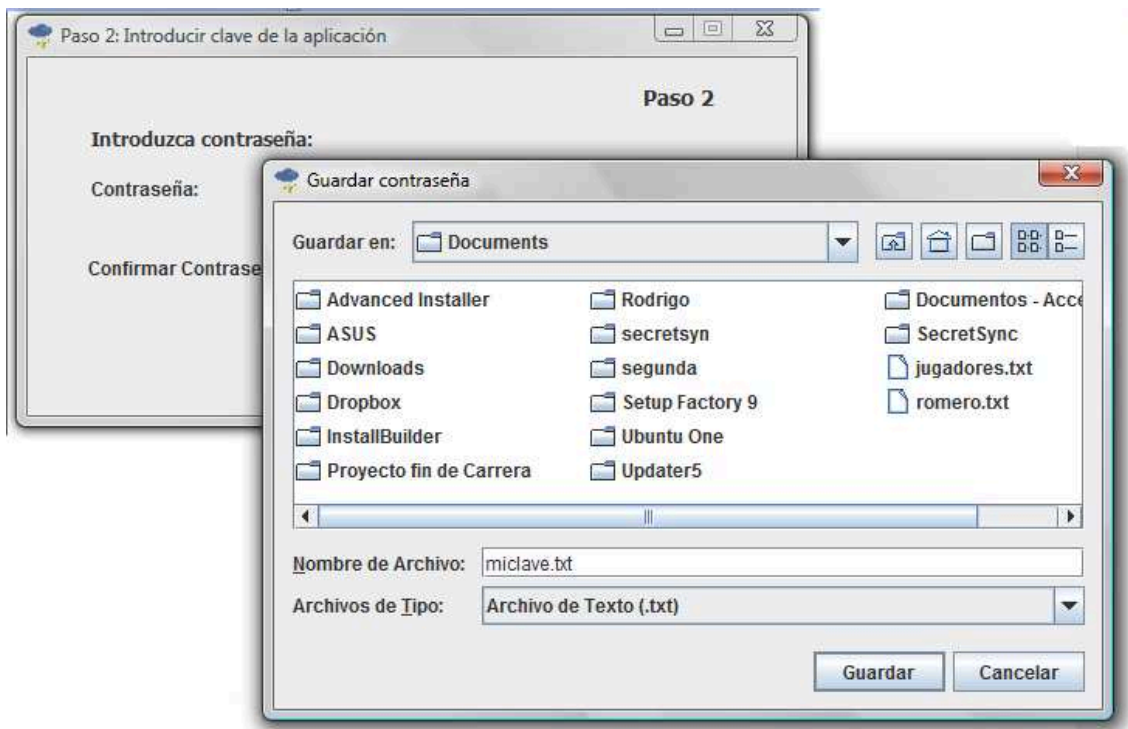 Paso 2: Introducir clave de la aplicación
Paso 2
Introduzca contraseña:
Contraseña:
Confirmar Contrase
Guardar contraseña
Guardar en: Documents
Advanced Installer
ASUS
Downloads
Dropbox
InstallBuilder
Proyecto fin de Carrera
Rodrigo
secretsyn
segunda
Setup Factory 9
Ubuntu One
Updater5
Documentos - Acce
SecretSync
jugadores.txt
romero.txt
Nombre de Archivo: miclave.txt
Archivos de Tipo: Archivo de Texto (.txt)
Guardar Cancelar